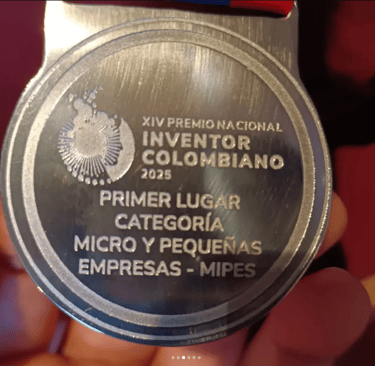 XIV PREMIO NACIONAL
INVENTOR
COLOMBIANO
2025
PRIMER LUGAR
CATEGORÍA
MICRO Y PEQUEÑAS
EMPRESAS - MIPES